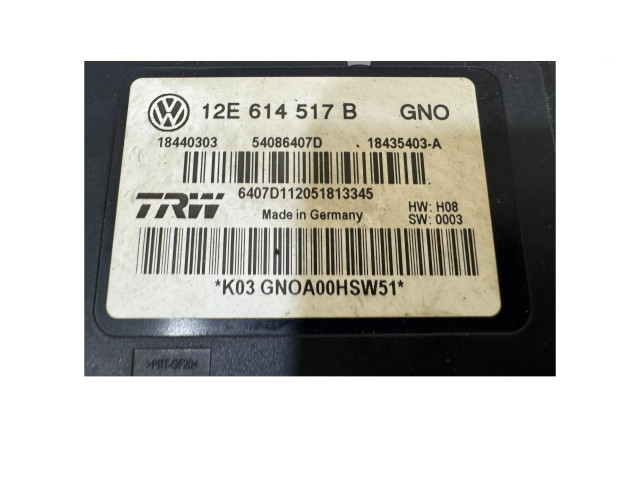 12E 614 517 B GNO
18440303 54086407D 18435403-A
6407D112051813345
TRW Made in Germany HW: H08
SW: 0003
*K03 GNOA00HSW51*
>PBT-GF20<